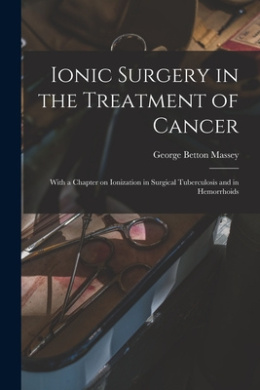 Ionic Surgery in
the Treatment of
Cancer
George Betton Massey
With a Chapter on Ionization in Surgical Tuberculosis and in
Hemorrhoids